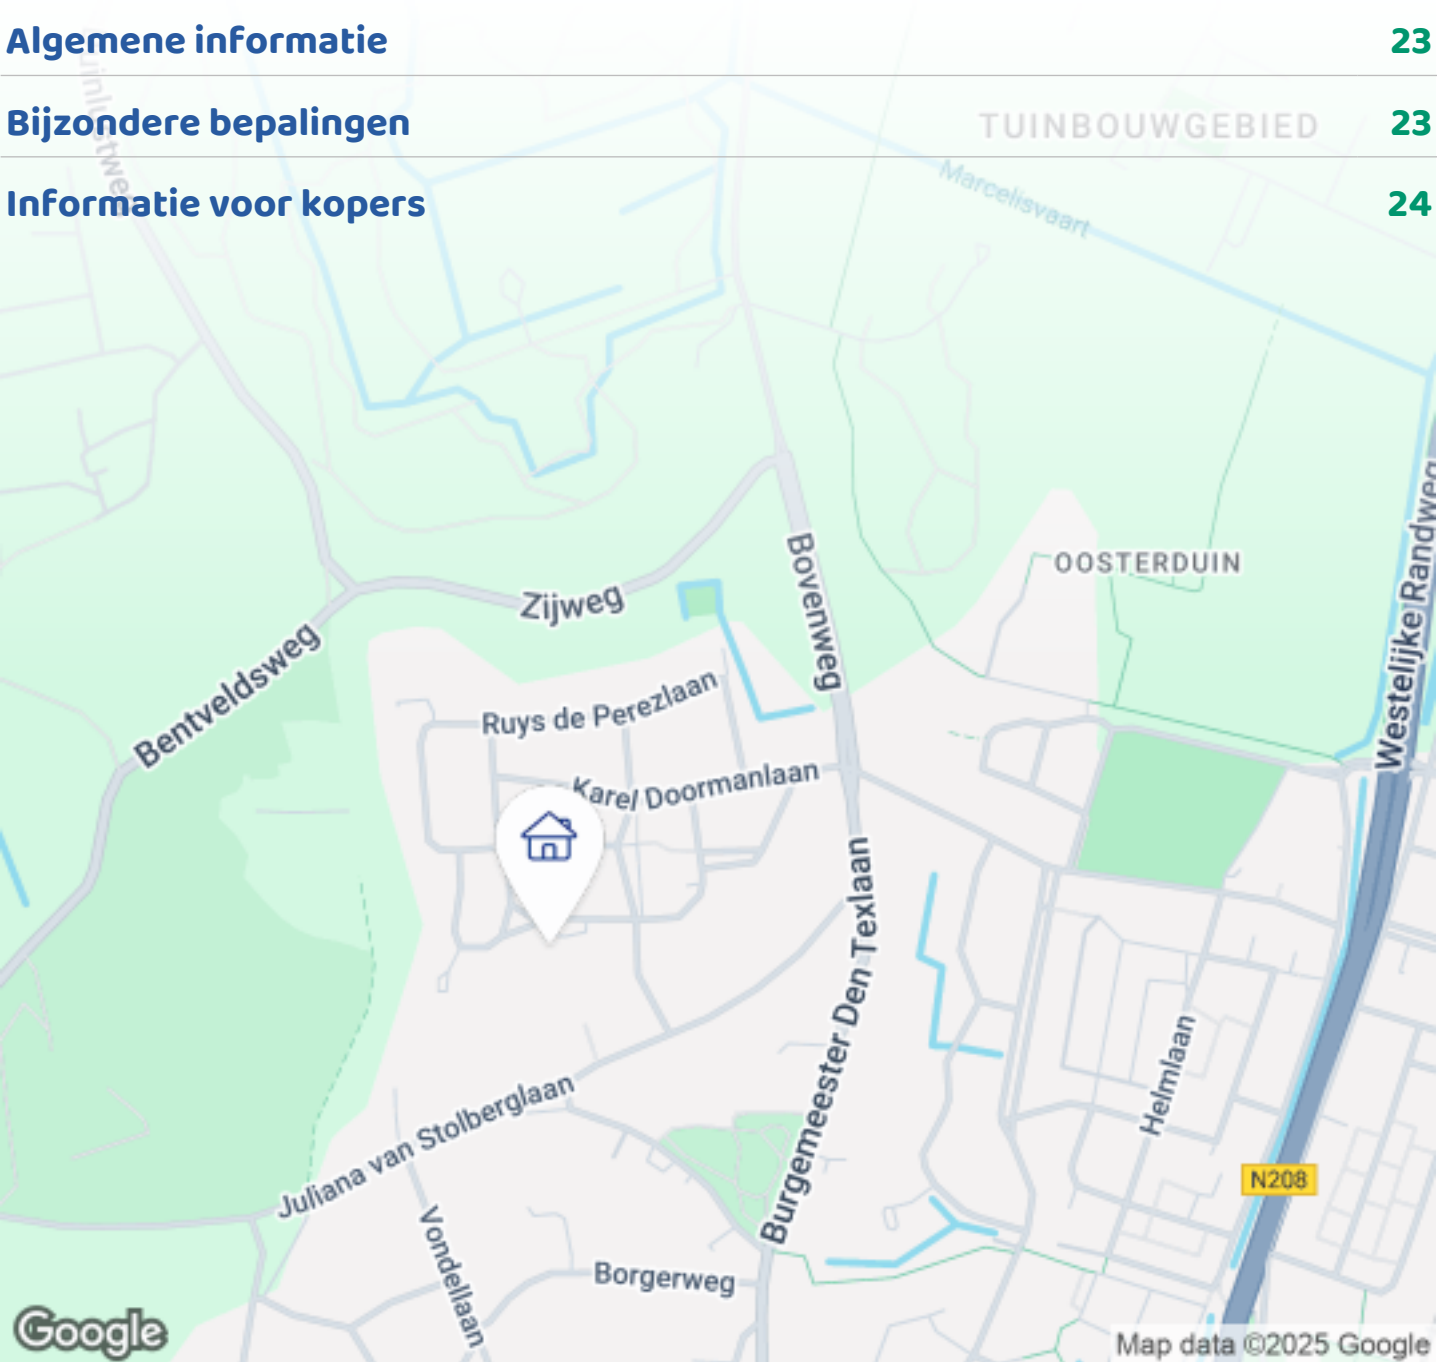 Algemene informatie 23
Bijzondere bepalingen 23
TUINBOUWGEBIED
Marcelisvaart
Informatie voor kopers 24
Westelijke Randweg
Bovenweg
OOSTERDUIN
Zijweg
Bentveldsweg
Ruys de Perezlaan
Karel Doormanlaan
Burgemeester Den Texlaan
Helmlaan
Juliana van Stolberglaan
N208
Vondellaan
Borgerweg
Google
Map data ©2025 Google